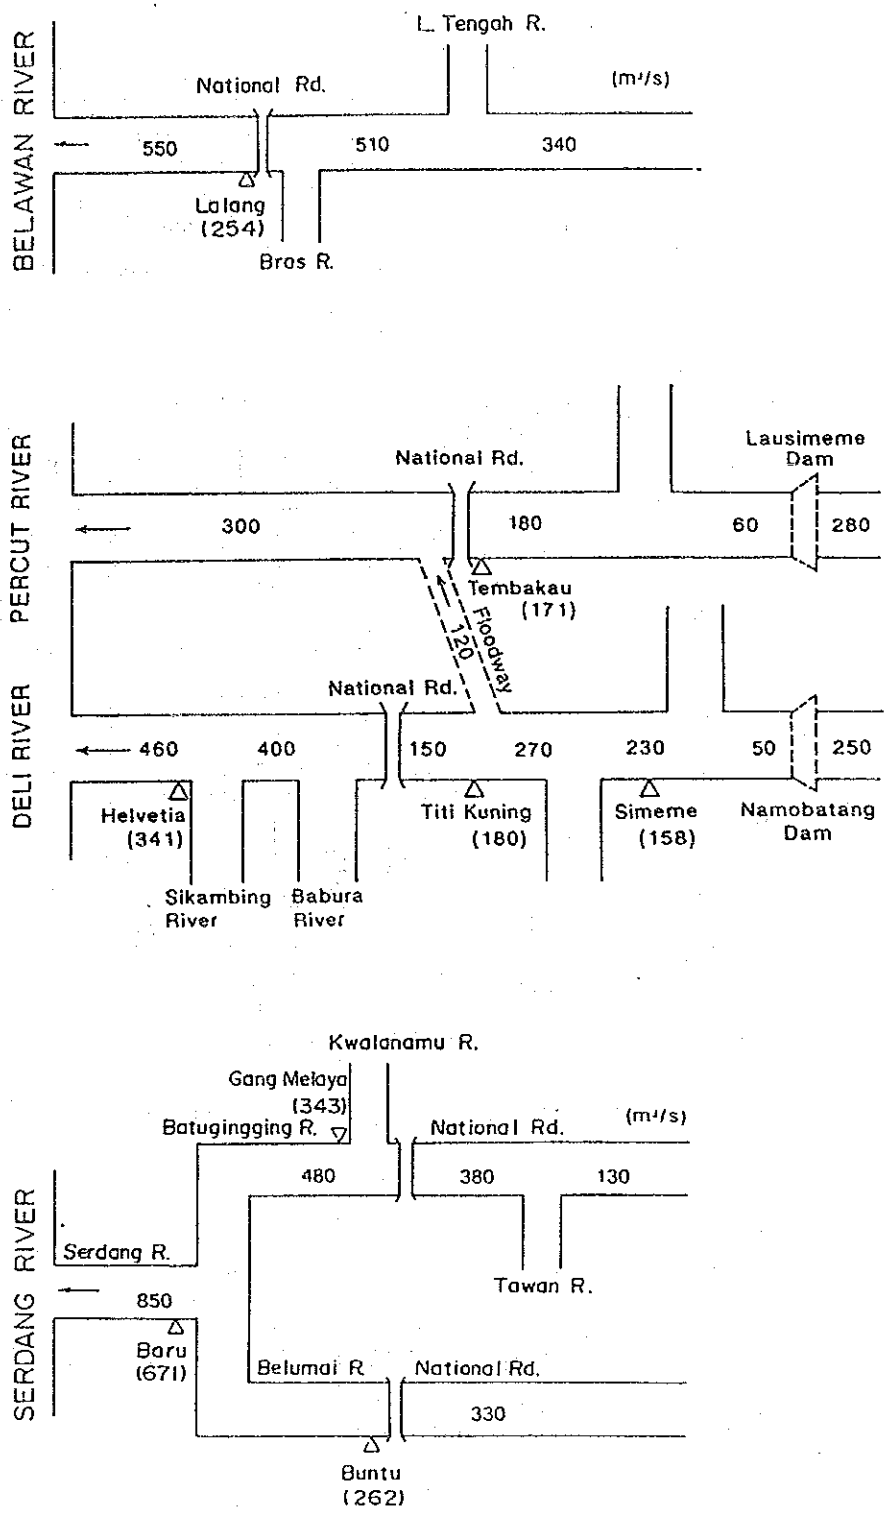 BELAWAN RIVER
L. Tengah R.
National Rd.
(m³/s)
550
510
340
Lalang
(254)
Bras R.
PERCUT RIVER
Lausimeme
Dam
National Rd.
300
180
60
280
Tembakau
(171)
120
Floodway
DELI RIVER
National Rd.
460
400
150
270
230
50
250
Helvetia
(341)
Titi Kuning
(180)
Simeme
(158)
Namobatang
Dam
Sikambing
River
Babura
River
SERDANG RIVER
Kwalanamu R.
Gang Melaya
(343)
Batugingging R.
National Rd.
(m³/s)
480
380
130
Serdang R.
Tawan R.
850
Baru
(671)
Belumai R
National Rd.
330
Buntu
(262)